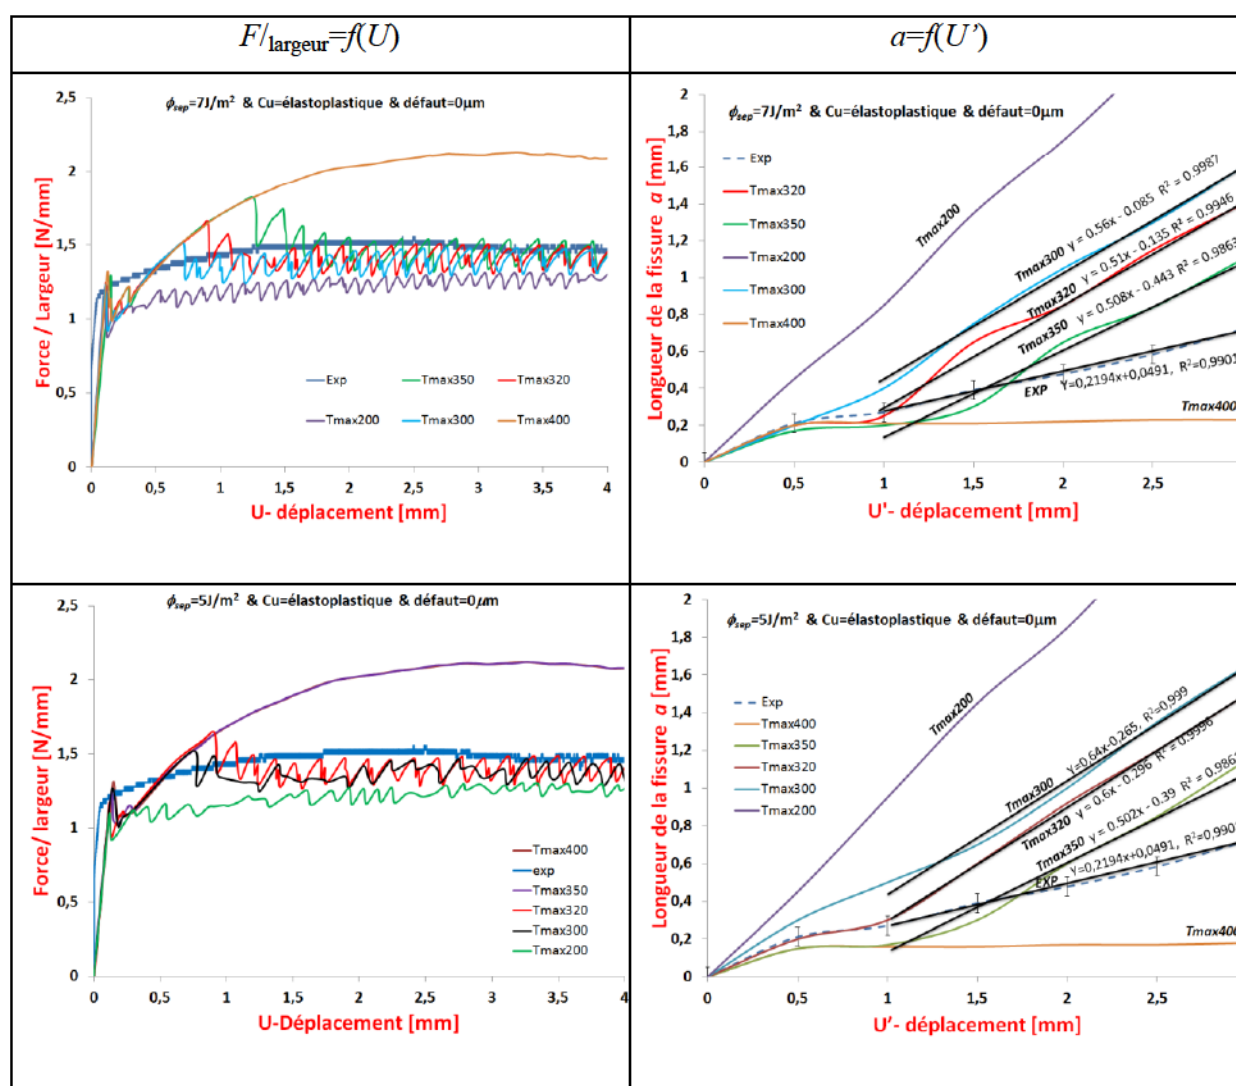 F/largeur=f(U)
a=f(U’)
ϕsep=7J/m² & Cu=élastoplastique & défaut=0µm
Force / Largeur [N/mm]
2,5
2
1,5
1
0,5
0
Exp
Tmax350
Tmax320
Tmax200
Tmax300
Tmax400
0
0,5
1
1,5
2
2,5
3
3,5
4
U- déplacement [mm]
ϕsep=7J/m² & Cu=élastoplastique & défaut=0µm
Longueur de la fissure a [mm]
2
1,8
1,6
1,4
1,2
1
0,8
0,6
0,4
0,2
0
Exp
Tmax320
Tmax350
Tmax200
Tmax300
Tmax400
Tmax200
Tmax300 y = 0.56x - 0.085 R² = 0.9987
Tmax320 y = 0.51x - 0.135 R² = 0.9946
Tmax350 y = 0.508x - 0.443 R² = 0.9863
EXP Y=0,2194x+0,0491, R²=0,9901
Tmax400
0
0,5
1
1,5
2
2,5
U'- déplacement [mm]
ϕsep=5J/m² & Cu=élastoplastique & défaut=0µm
Force/ largeur [N/mm]
2,5
2
1,5
1
0,5
0
Tmax400
exp
Tmax350
Tmax320
Tmax300
Tmax200
0
0,5
1
1,5
2
2,5
3
3,5
4
U-Déplacement [mm]
ϕsep=5J/m² & Cu=élastoplastique & défaut=0µm
Longueur de la fissure a [mm]
2
1,8
1,6
1,4
1,2
1
0,8
0,6
0,4
0,2
0
Exp
Tmax400
Tmax350
Tmax320
Tmax300
Tmax200
Tmax200
Tmax300 Y=0,64x-0,265, R²=0,999
Tmax320 y = 0.6x - 0.296 R² = 0.9996
Tmax350 y = 0.502x - 0.39 R² = 0.986
EXP Y=0,2194x+0,0491, R²=0,990
Tmax400
0
0,5
1
1,5
2
2,5
U’- déplacement [mm]